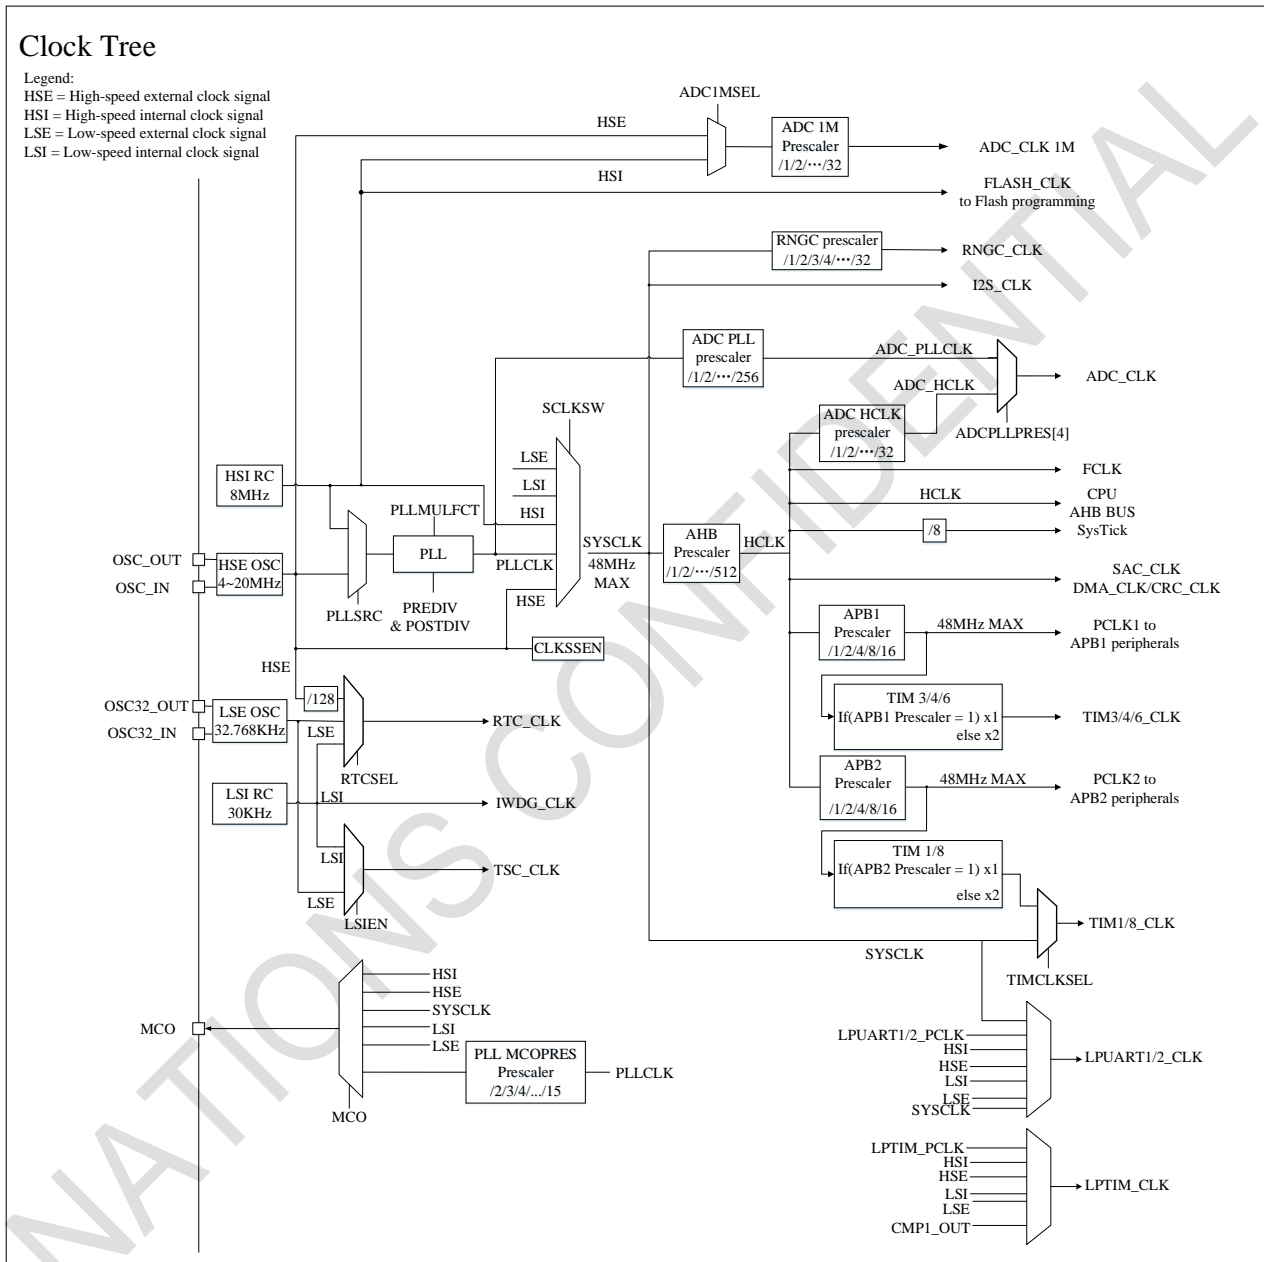 Clock Tree
Legend:
HSE = High-speed external clock signal
HSI = High-speed internal clock signal
LSE = Low-speed external clock signal
LSI = Low-speed internal clock signal
ADC1MSEL
HSE
ADC 1M
Prescaler
/1/2/···/32
ADC_CLK 1M
HSI
FLASH_CLK
to Flash programming
RNGC prescaler
/1/2/3/4/···/32
RNGC_CLK
I2S_CLK
ADC PLL
prescaler
/1/2/···/256
ADC_PLLCLK
ADC_HCLK
ADC_CLK
ADCPLLPRES[4]
ADC HCLK
prescaler
/1/2/···/32
SCLKSW
LSE
LSI
HSI
PLLCLK
HSE
HSI RC
8MHz
PLLMULFCT
PLL
PREDIV
& POSTDIV
PLLSRC
OSC_OUT
OSC_IN
HSE OSC
4~20MHz
SYSCLK
48MHz
MAX
AHB
Prescaler
/1/2/···/512
HCLK
FCLK
HCLK
CPU
AHB BUS
/8
SysTick
SAC_CLK
DMA_CLK/CRC_CLK
APB1
Prescaler
/1/2/4/8/16
48MHz MAX
PCLK1 to
APB1 peripherals
CLKSSEN
HSE
/128
OSC32_OUT
OSC32_IN
LSE OSC
32.768KHz
LSE
RTC_CLK
RTCSEL
TIM 3/4/6
If(APB1 Prescaler = 1) x1
else x2
TIM3/4/6_CLK
APB2
Prescaler
/1/2/4/8/16
48MHz MAX
PCLK2 to
APB2 peripherals
LSI RC
30KHz
LSI
IWDG_CLK
LSI
TSC_CLK
LSE
LSIEN
TIM 1/8
If(APB2 Prescaler = 1) x1
else x2
TIM1/8_CLK
SYSCLK
TIMCLKSEL
HSI
HSE
SYSCLK
LSI
LSE
MCO
PLL MCOPRES
Prescaler
/2/3/4/.../15
PLLCLK
MCO
LPUART1/2_PCLK
HSI
HSE
LSI
LSE
SYSCLK
LPUART1/2_CLK
LPTIM_PCLK
HSI
HSE
LSI
LSE
CMP1_OUT
LPTIM_CLK
NATIONS CONFIDENTIAL